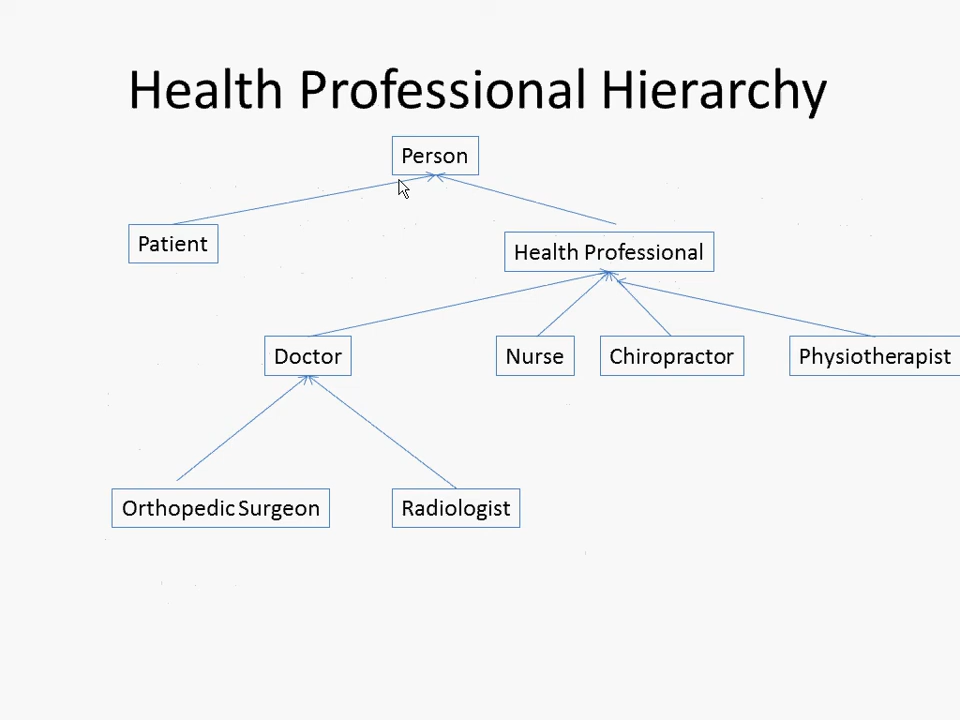 Health Professional Hierarchy
Person
Patient
Health Professional
Doctor
Nurse
Chiropractor
Physiotherapist
Orthopedic Surgeon
Radiologist